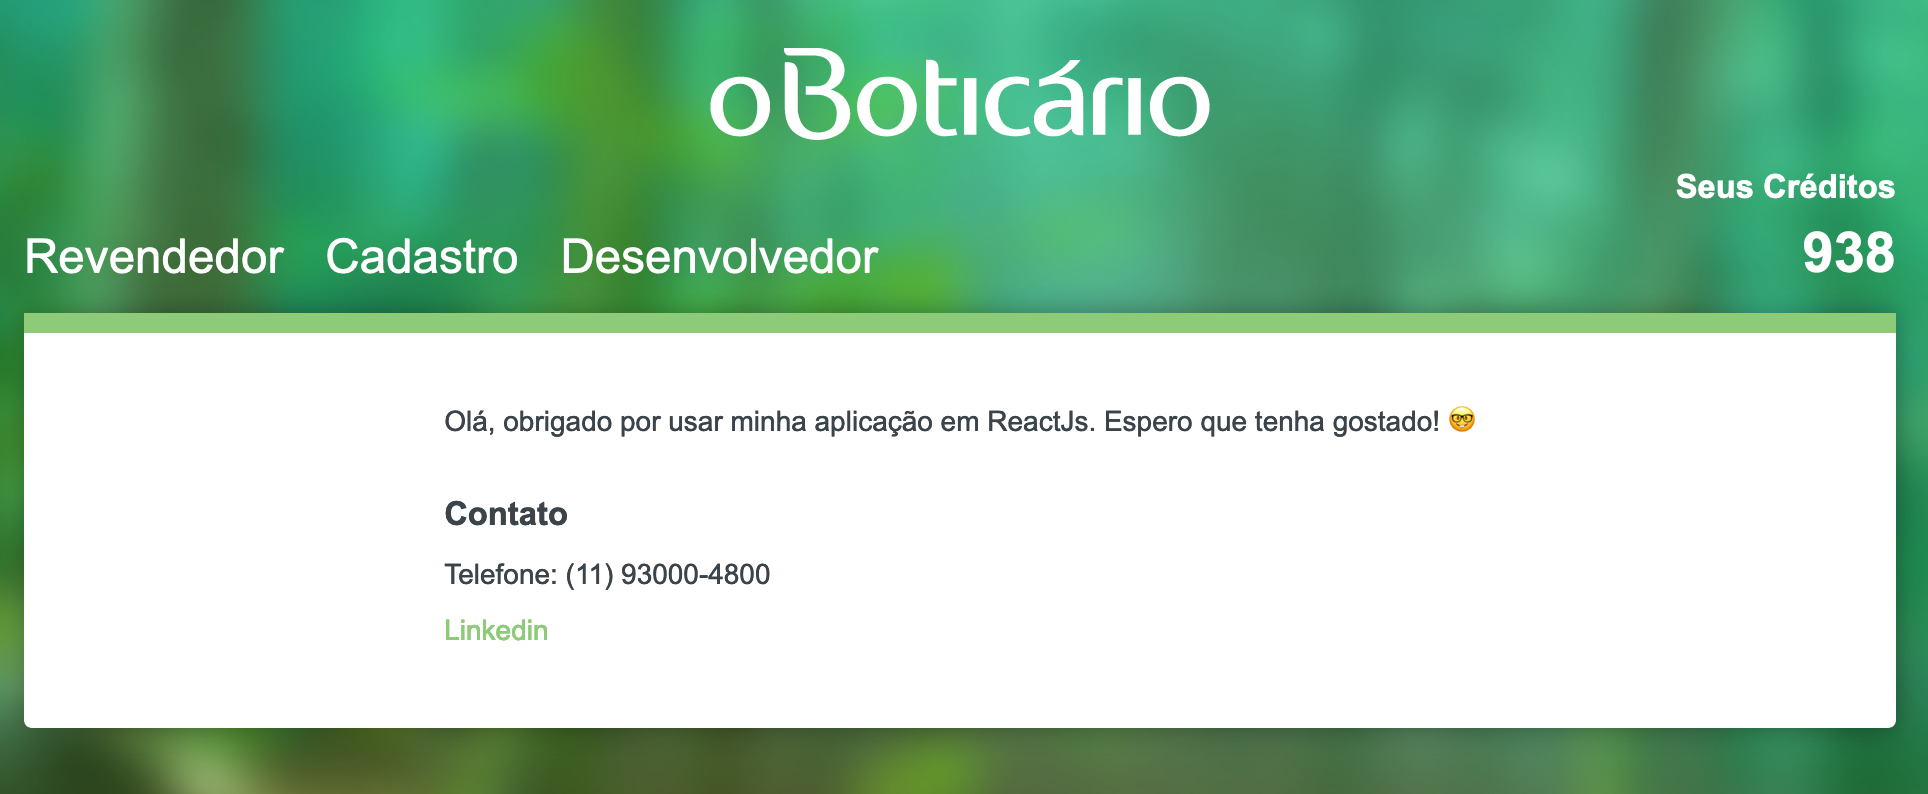 oBoticário
Seus Créditos
Revendedor Cadastro Desenvolvedor 938
Olá, obrigado por usar minha aplicação em ReactJs. Espero que tenha gostado! 🤓
Contato
Telefone: (11) 93000-4800
Linkedin